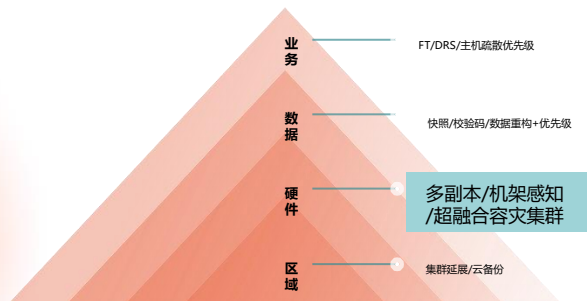 业务
FT/DRS/主机疏散优先级
数据
快照/校验码/数据重构+优先级
硬件
多副本/机架感知
/超融合容灾集群
区域
集群延展/云备份